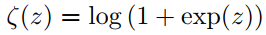 ζ(z) = log (1 + exp(z))